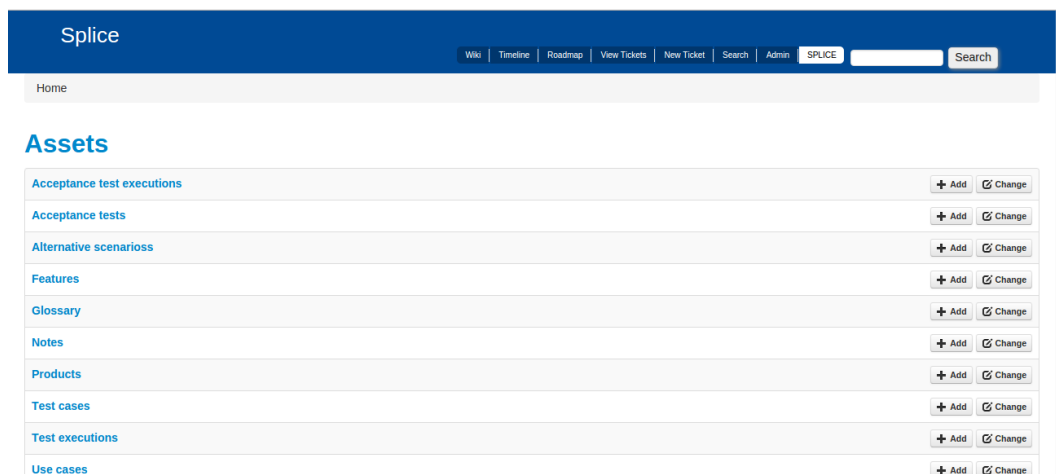 Splice
Wiki Timeline Roadmap View Tickets New Ticket Search Admin SPLICE Search
Home
Assets
Acceptance test executions Add Change
Acceptance tests Add Change
Alternative scenarioss Add Change
Features Add Change
Glossary Add Change
Notes Add Change
Products Add Change
Test cases Add Change
Test executions Add Change
Use cases Add Change